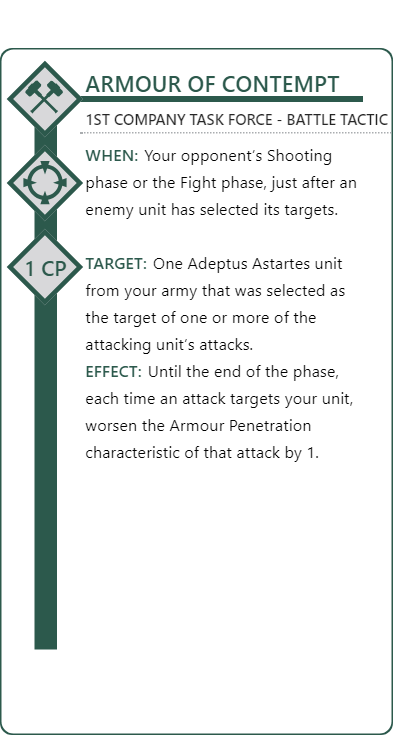 ARMOUR OF CONTEMPT
1ST COMPANY TASK FORCE - BATTLE TACTIC
WHEN: Your opponent's Shooting
phase or the Fight phase, just after an
enemy unit has selected its targets.
1 CP
TARGET: One Adeptus Astartes unit
from your army that was selected as
the target of one or more of the
attacking unit's attacks.
EFFECT: Until the end of the phase,
each time an attack targets your unit,
worsen the Armour Penetration
characteristic of that attack by 1.